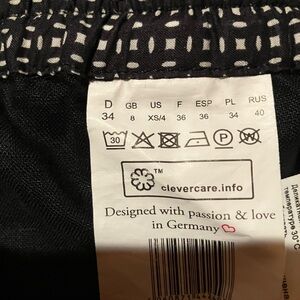 D GB US F ESP PL RUS
34 8 XS/4 36 36 34 40
30 P
TM
clevercare.info
Designed with passion & love
in Germany